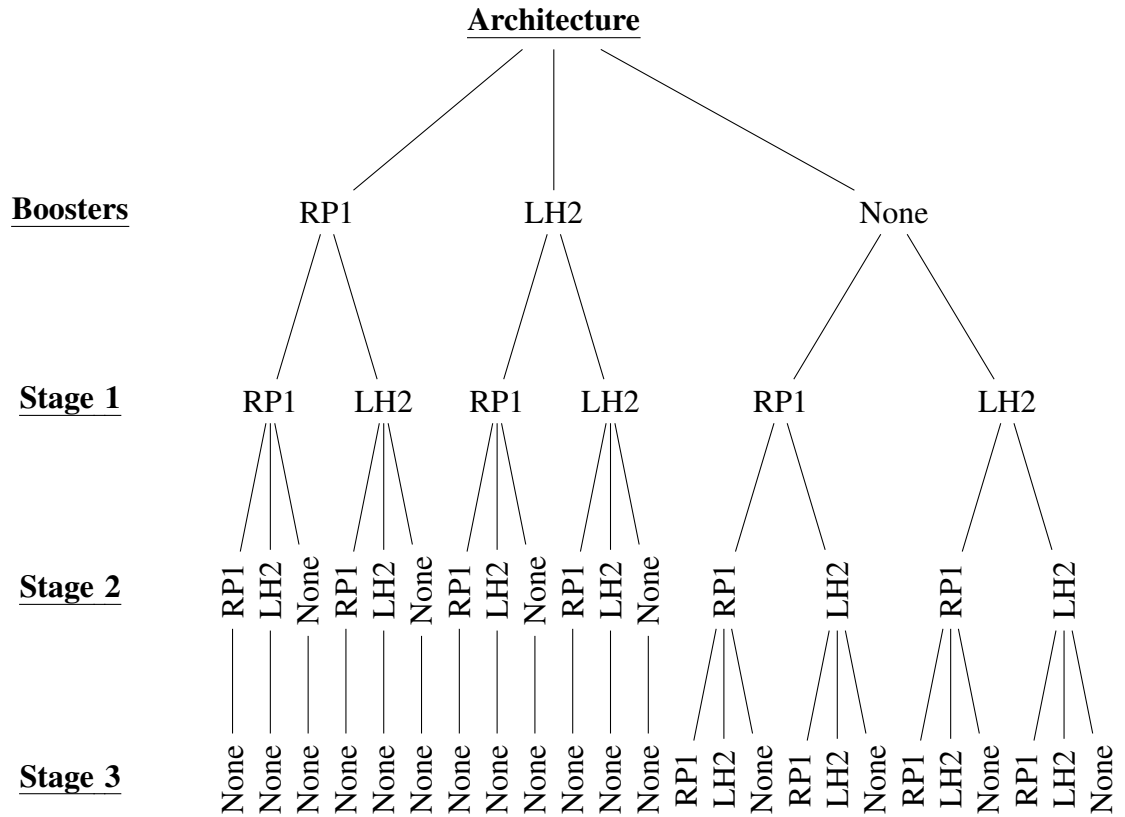 Architecture
Boosters RP1 LH2 None
Stage 1 RP1 LH2 RP1 LH2 RP1 LH2
Stage 2 RP1 LH2 None RP1 LH2 None RP1 LH2 None RP1 LH2 None RP1 LH2 RP1 LH2
Stage 3 None None None None None None None None None None None None RP1 LH2 None RP1 LH2 None RP1 LH2 None RP1 LH2 None